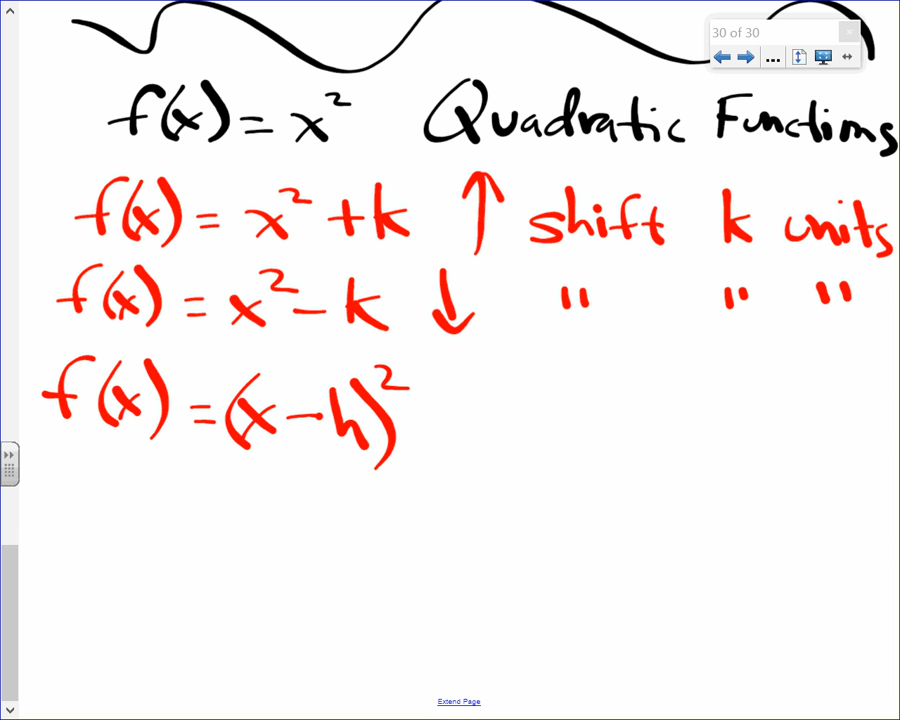 30 of 30
f(x) = x² Quadratic Functions
f(x) = x² + k ↑ shift k units
f(x) = x² - k ↓ " " "
f(x) = (x - h)²
Extend Page